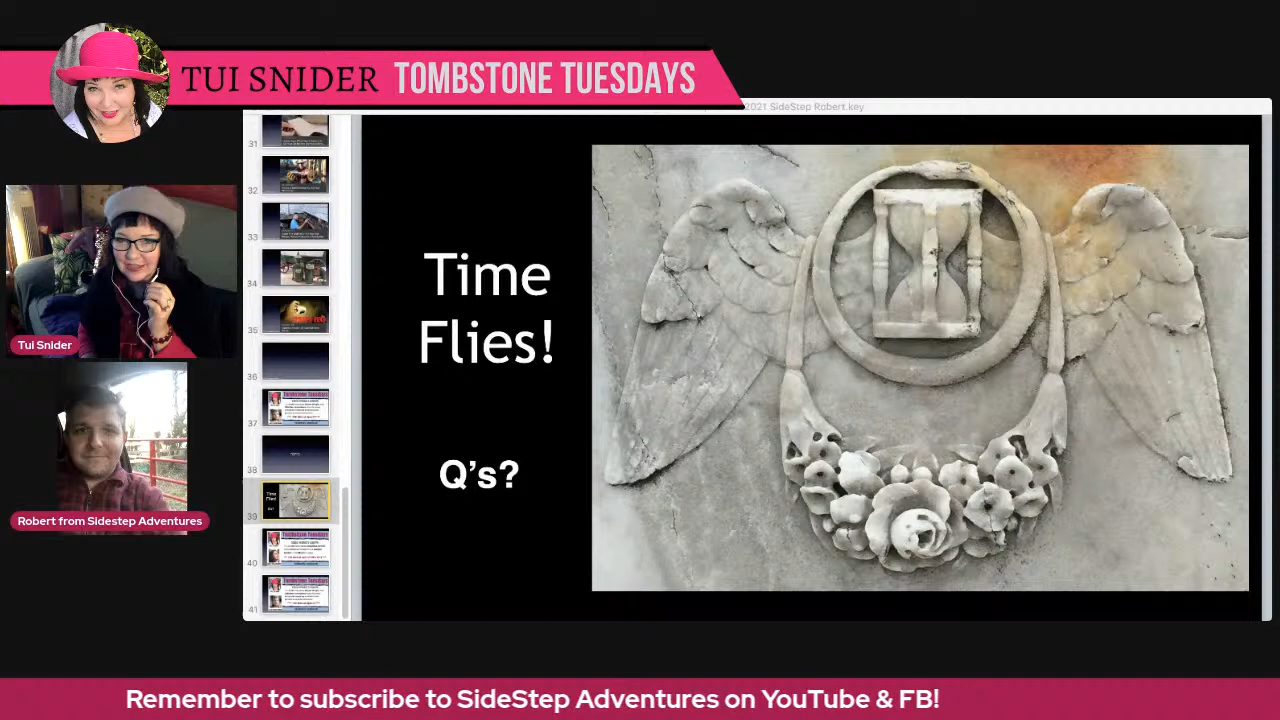 TUI SNIDER TOMBSTONE TUESDAYS
2021 SideStep Robert.key
31
32
33
34
35
36
37
38
39
40
41
Time
Flies!
Q's?
Tui Snider
Robert from Sidestep Adventures
Remember to subscribe to SideStep Adventures on YouTube & FB!